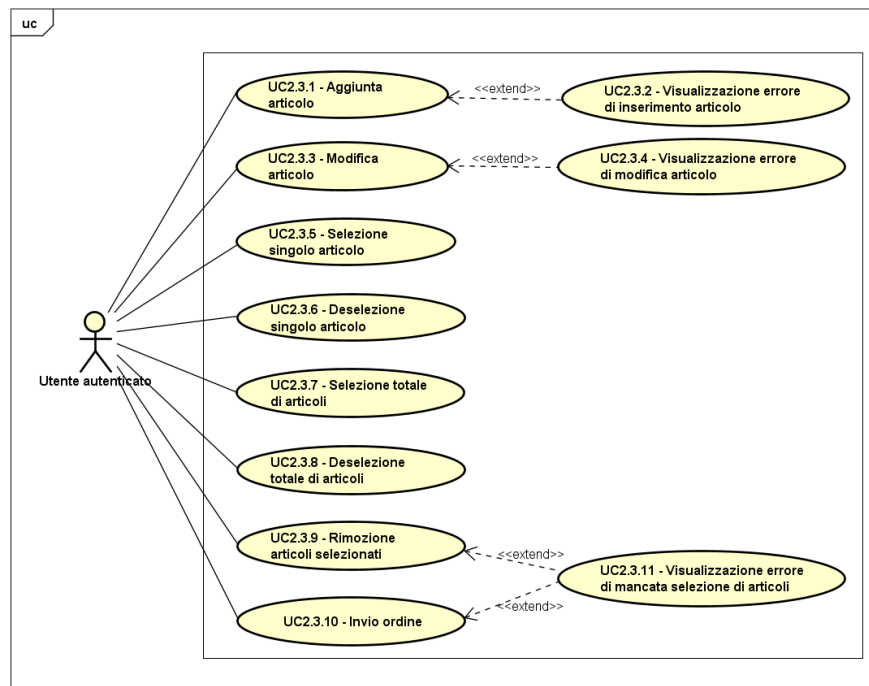 uc
UC2.3.1 - Aggiunta
articolo
<<extend>>
UC2.3.2 - Visualizzazione errore
di inserimento articolo
UC2.3.3 - Modifica
articolo
<<extend>>
UC2.3.4 - Visualizzazione errore
di modifica articolo
UC2.3.5 - Selezione
singolo articolo
UC2.3.6 - Deselezione
singolo articolo
Utente autenticato
UC2.3.7 - Selezione totale
di articoli
UC2.3.8 - Deselezione
totale di articoli
UC2.3.9 - Rimozione
articoli selezionati
<<extend>>
UC2.3.11 - Visualizzazione errore
di mancata selezione di articoli
<<extend>>
UC2.3.10 - Invio ordine